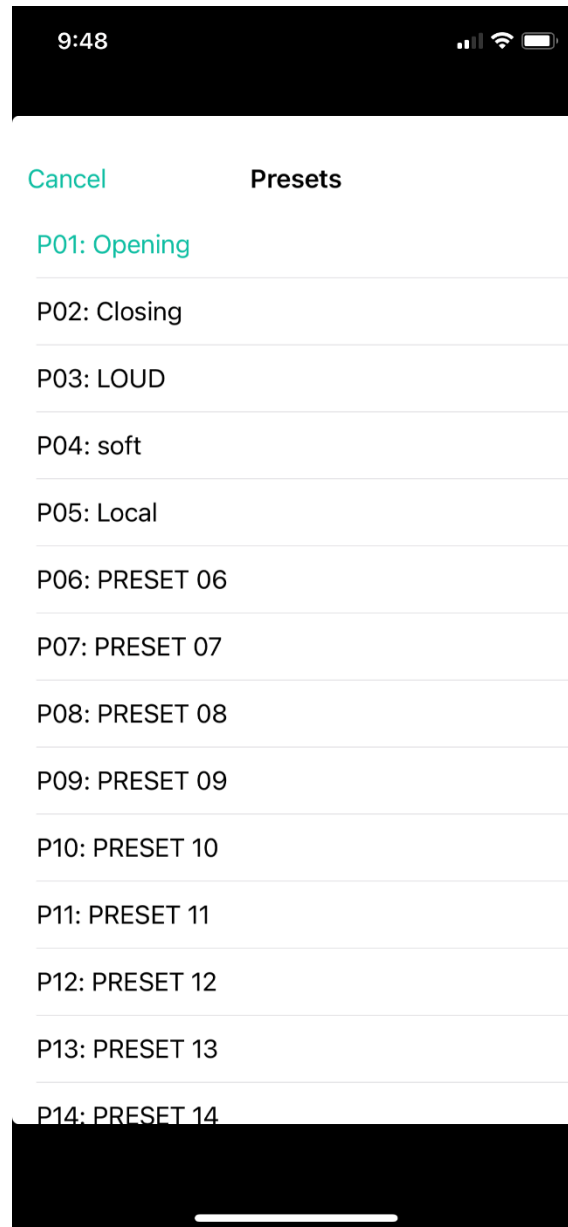 9:48
Cancel Presets
P01: Opening
P02: Closing
P03: LOUD
P04: soft
P05: Local
P06: PRESET 06
P07: PRESET 07
P08: PRESET 08
P09: PRESET 09
P10: PRESET 10
P11: PRESET 11
P12: PRESET 12
P13: PRESET 13
P14: PRESET 14